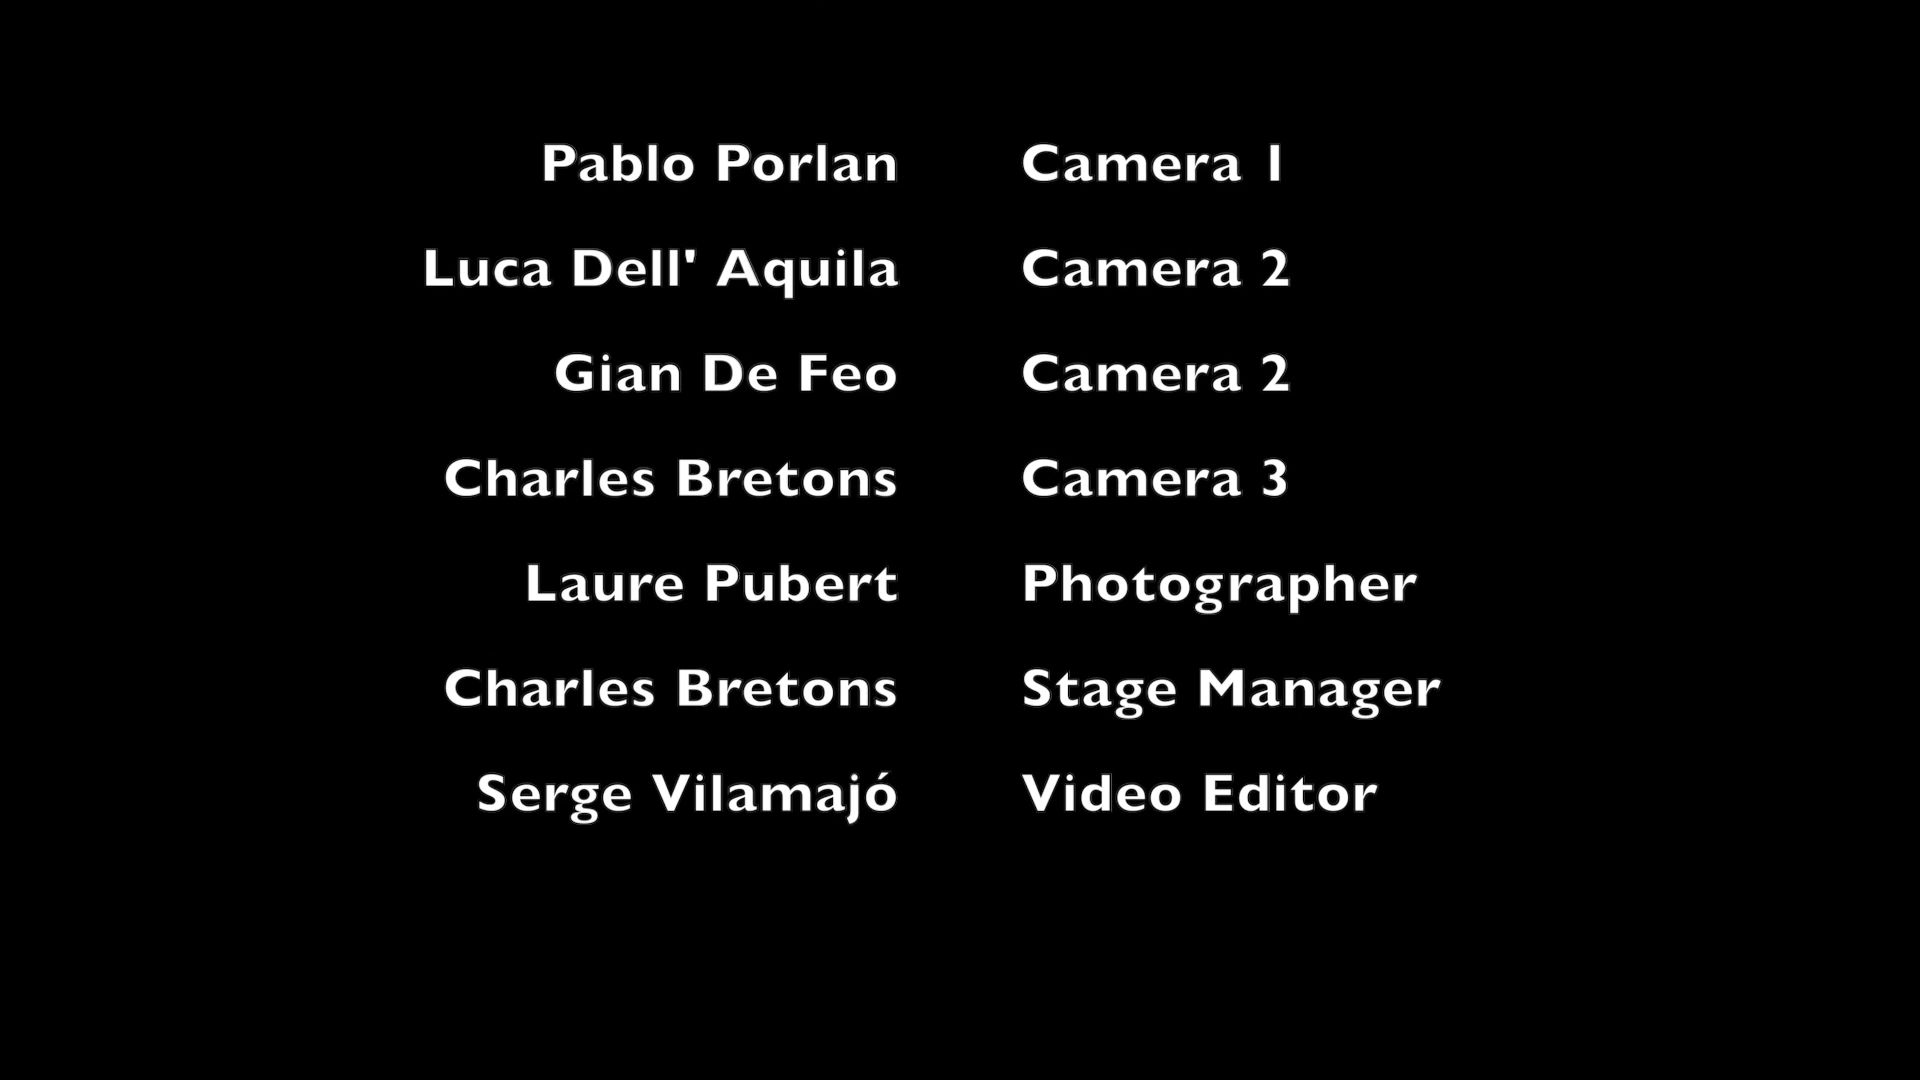 Pablo Porlan Camera 1
Luca Dell' Aquila Camera 2
Gian De Feo Camera 2
Charles Bretons Camera 3
Laure Pubert Photographer
Charles Bretons Stage Manager
Serge Vilamajó Video Editor